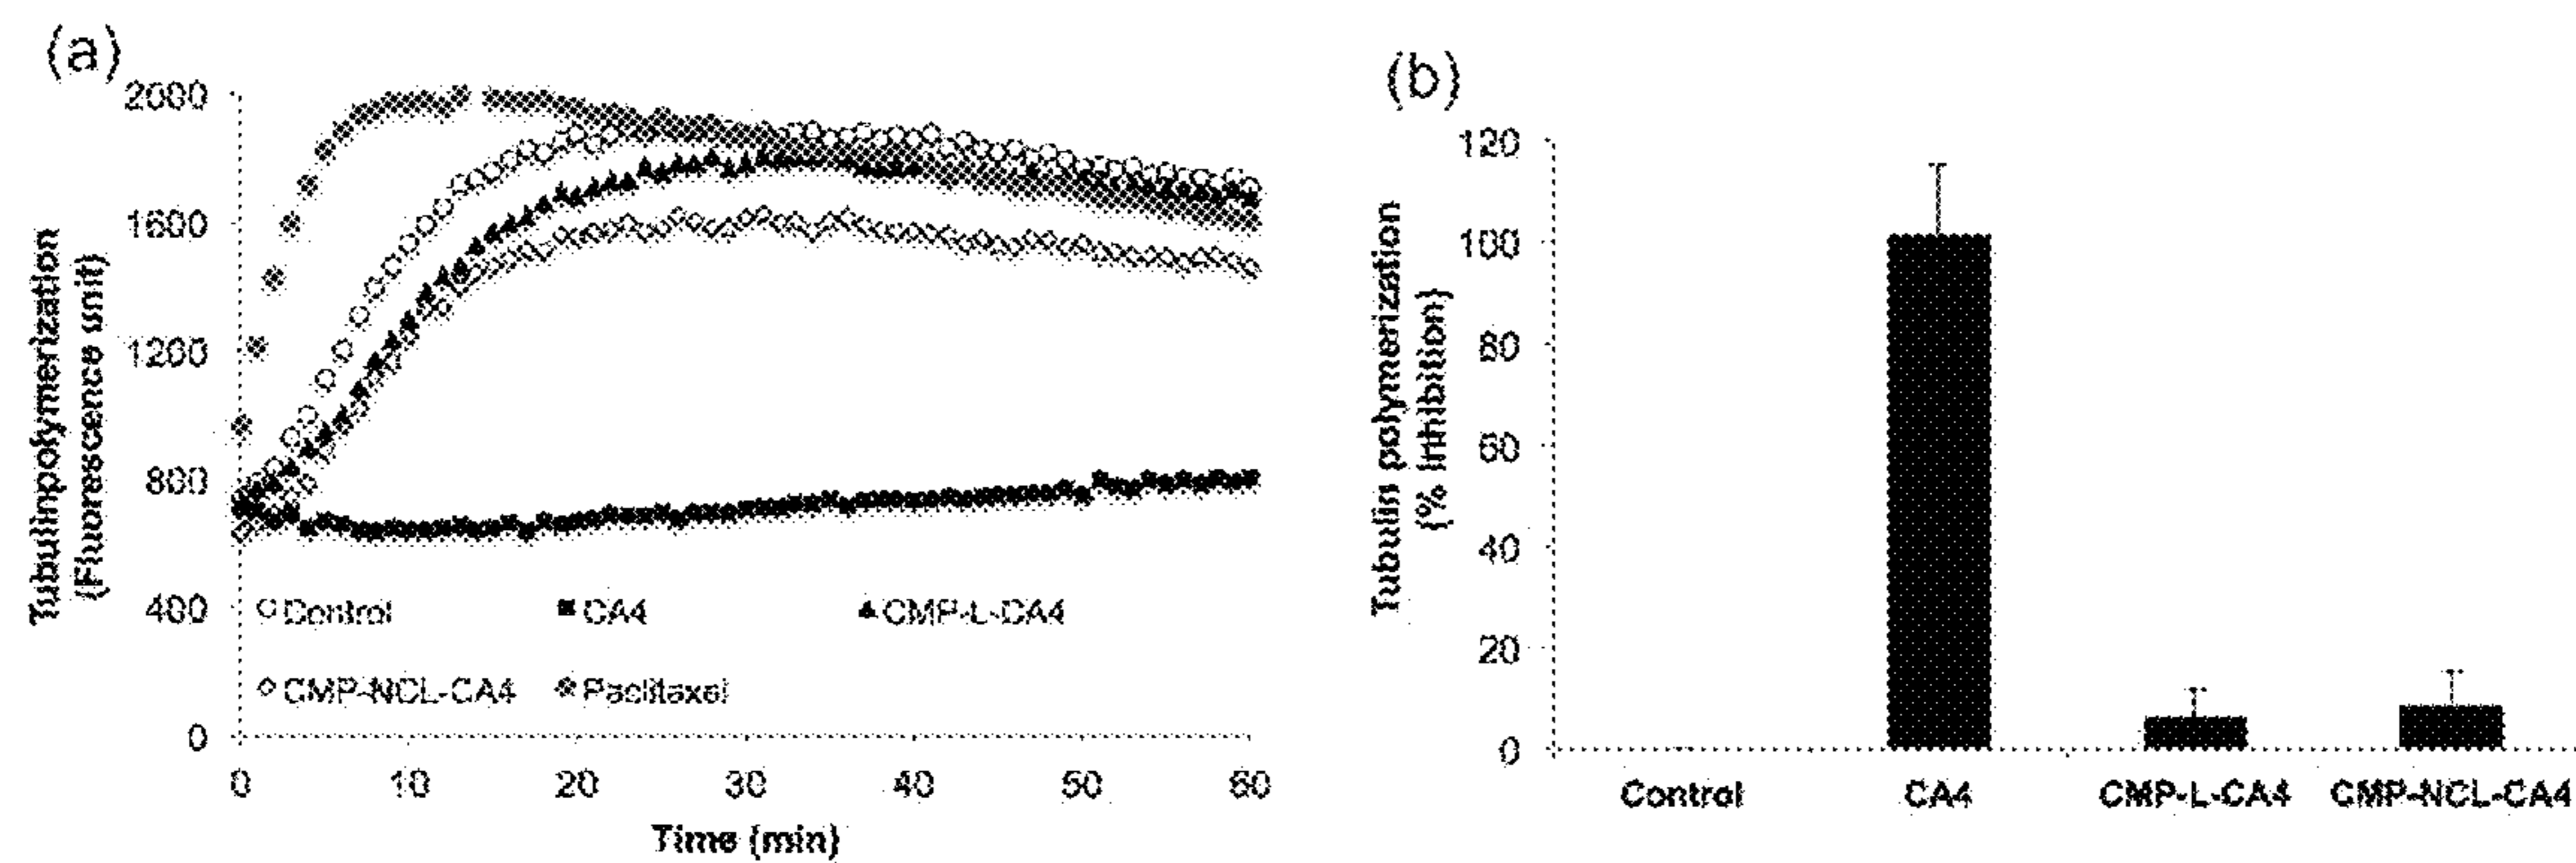 (a)
2000
1600
1200
800
400
0
Tubulinpolymerization
(Fluorescence unit)
Control
CA4
CMP-L-CA4
CMP-NCL-CA4
Paclitaxel
0 10 20 30 40 50 60
Time (min)
(b)
120
100
80
60
40
20
0
Tubulin polymerization
(% inhibition)
Control CA4 CMP-L-CA4 CMP-NCL-CA4